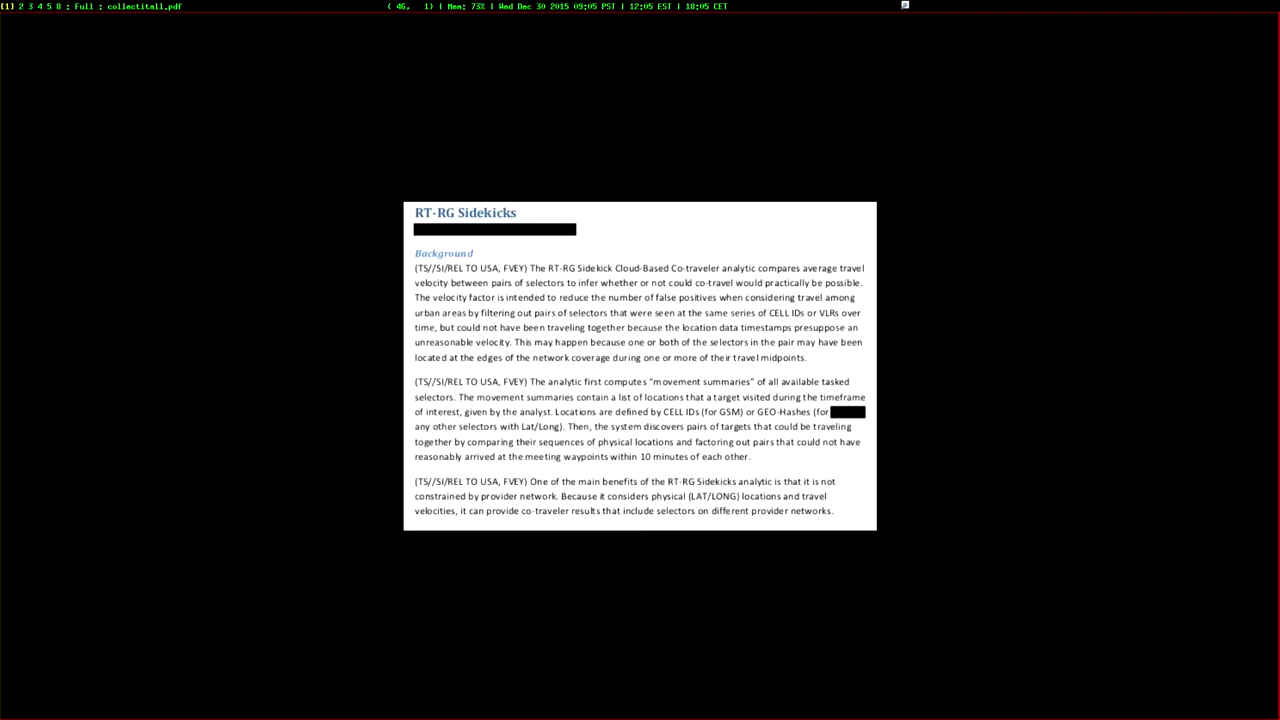 [1] 2 3 4 5 8 : Full : collectitall.pdf ( 46, 1) | Mem: 73% | Wed Dec 30 2015 09:05 PST | 12:05 EST | 18:05 CET
RT-RG Sidekicks
Background
(TS//SI/REL TO USA, FVEY) The RT-RG Sidekick Cloud-Based Co-traveler analytic compares average travel
velocity between pairs of selectors to infer whether or not could co-travel would practically be possible.
The velocity factor is intended to reduce the number of false positives when considering travel among
urban areas by filtering out pairs of selectors that were seen at the same series of CELL IDs or VLRs over
time, but could not have been traveling together because the location data timestamps presuppose an
unreasonable velocity. This may happen because one or both of the selectors in the pair may have been
located at the edges of the network coverage during one or more of their travel midpoints.
(TS//SI/REL TO USA, FVEY) The analytic first computes “movement summaries” of all available tasked
selectors. The movement summaries contain a list of locations that a target visited during the timeframe
of interest, given by the analyst. Locations are defined by CELL IDs (for GSM) or GEO-Hashes (for
any other selectors with Lat/Long). Then, the system discovers pairs of targets that could be traveling
together by comparing their sequences of physical locations and factoring out pairs that could not have
reasonably arrived at the meeting waypoints within 10 minutes of each other.
(TS//SI/REL TO USA, FVEY) One of the main benefits of the RT-RG Sidekicks analytic is that it is not
constrained by provider network. Because it considers physical (LAT/LONG) locations and travel
velocities, it can provide co-traveler results that include selectors on different provider networks.